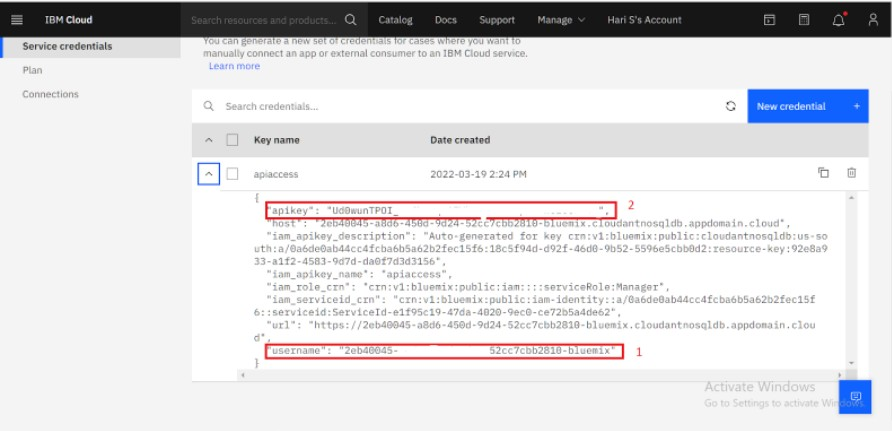 IBM Cloud Search resources and products... Catalog Docs Support Manage Hari S's Account
Service credentials
Plan
Connections
You can generate a new set of credentials for cases where you want to
manually connect an app or external consumer to an IBM Cloud service.
Learn more
Search credentials... New credential +
Key name Date created
apiaccess 2022-03-19 2:24 PM
{
"apikey": "Ud0wunTPOI_ ", 2
"host": "2eb40045-a8d6-450d-9d24-52cc7cbb2810-bluemix.cloudantnosqldb.appdomain.cloud",
"iam_apikey_description": "Auto-generated for key crn:v1:bluemix:public:cloudantnosqldb:us-so
uth:a/0a6de0ab44cc4fcba6b5a62b2fec15f6:18c5f94d-d92f-46d0-9b52-5596e5cbb0d2:resource-key:92e8a9
33-a1f2-4583-9d7d-da0f7d3d3156",
"iam_apikey_name": "apiaccess",
"iam_role_crn": "crn:v1:bluemix:public:iam::::serviceRole:Manager",
"iam_serviceid_crn": "crn:v1:bluemix:public:iam-identity::a/0a6de0ab44cc4fcba6b5a62b2fec15f
6::serviceid:ServiceId-e1f95c19-47da-4020-9ec0-ce72b5a4de62",
"url": "https://2eb40045-a8d6-450d-9d24-52cc7cbb2810-bluemix.cloudantnosqldb.appdomain.clou
d",
"username": "2eb40045- 52cc7cbb2810-bluemix" 1
}
Activate Windows
Go to Settings to activate Windows.